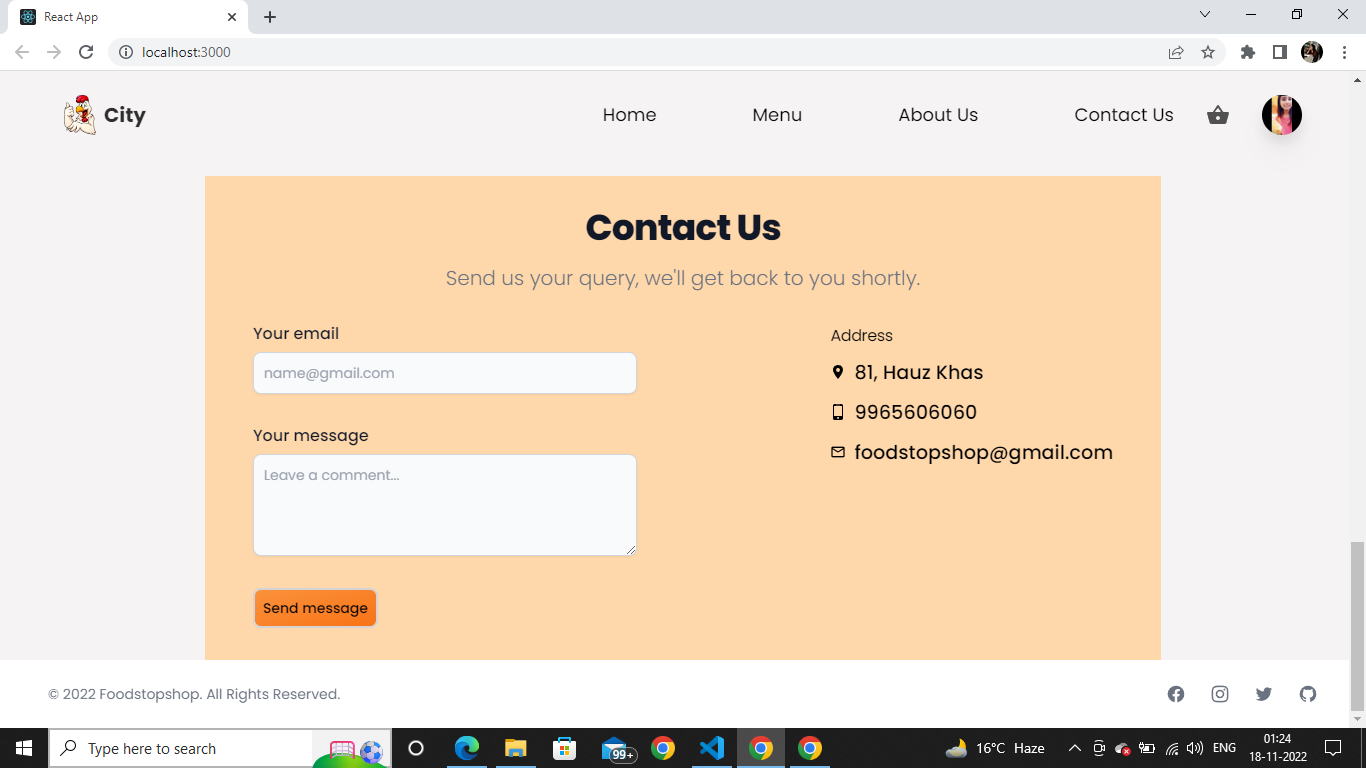 React App
localhost:3000
City
Home
Menu
About Us
Contact Us
Contact Us
Send us your query, we'll get back to you shortly.
Your email
name@gmail.com
Your message
Leave a comment...
Send message
Address
81, Hauz Khas
9965606060
foodstopshop@gmail.com
© 2022 Foodstopshop. All Rights Reserved.
Type here to search
99+
16°C Haze
ENG
01:24
18-11-2022